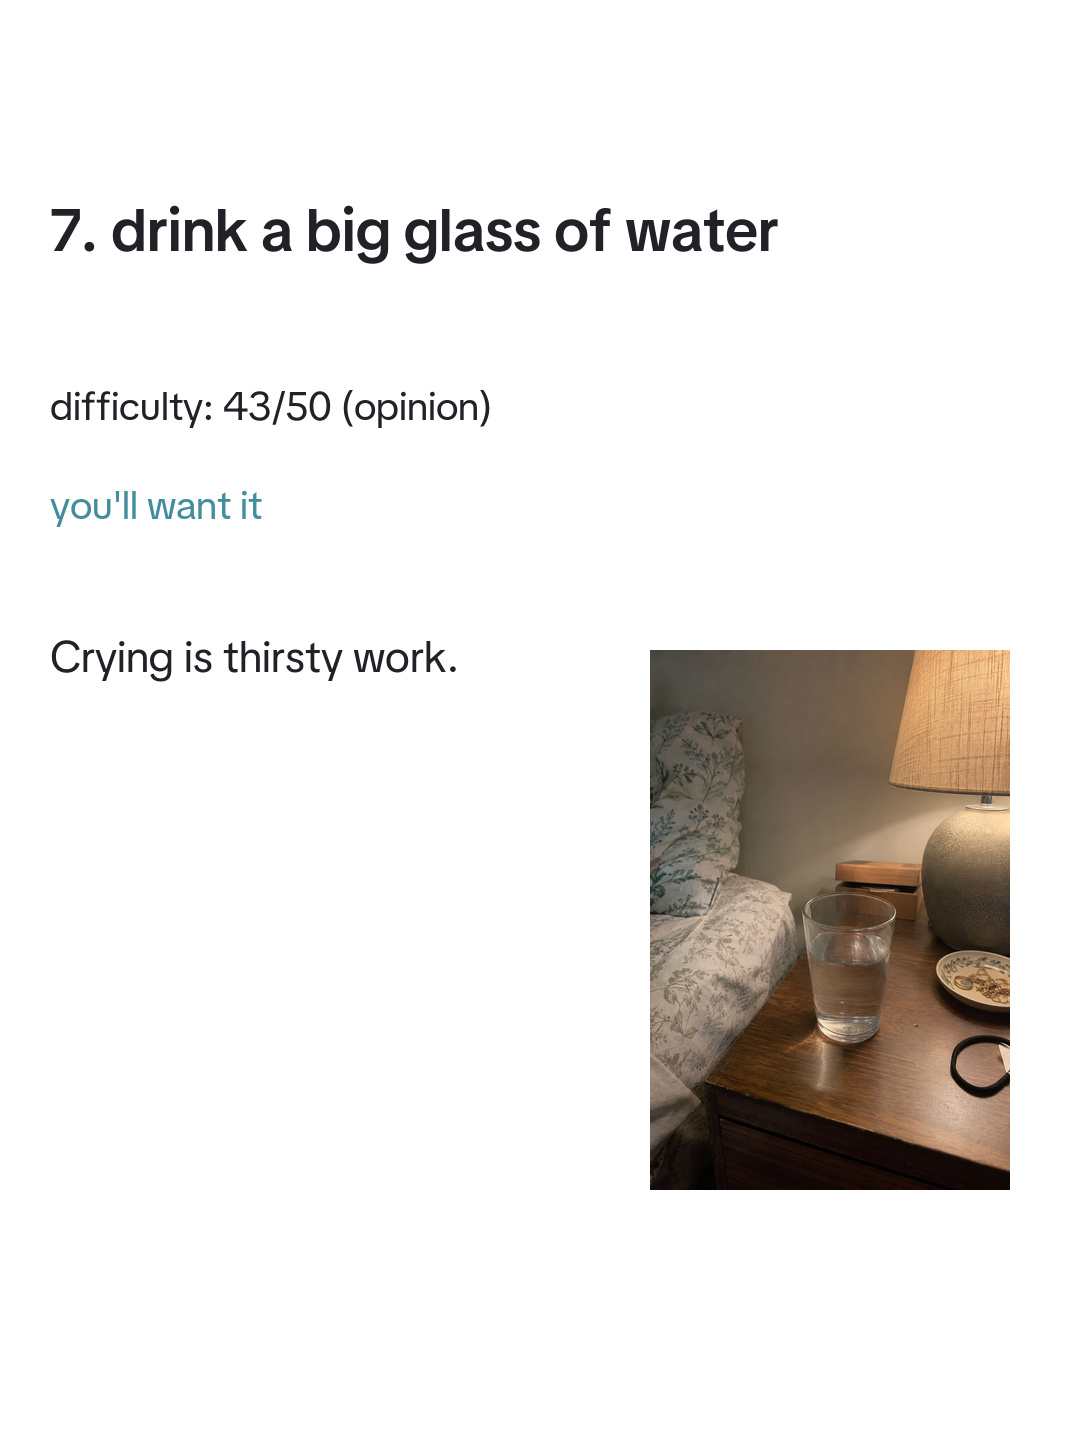 7. drink a big glass of water
difficulty: 43/50 (opinion)
you'll want it
Crying is thirsty work.